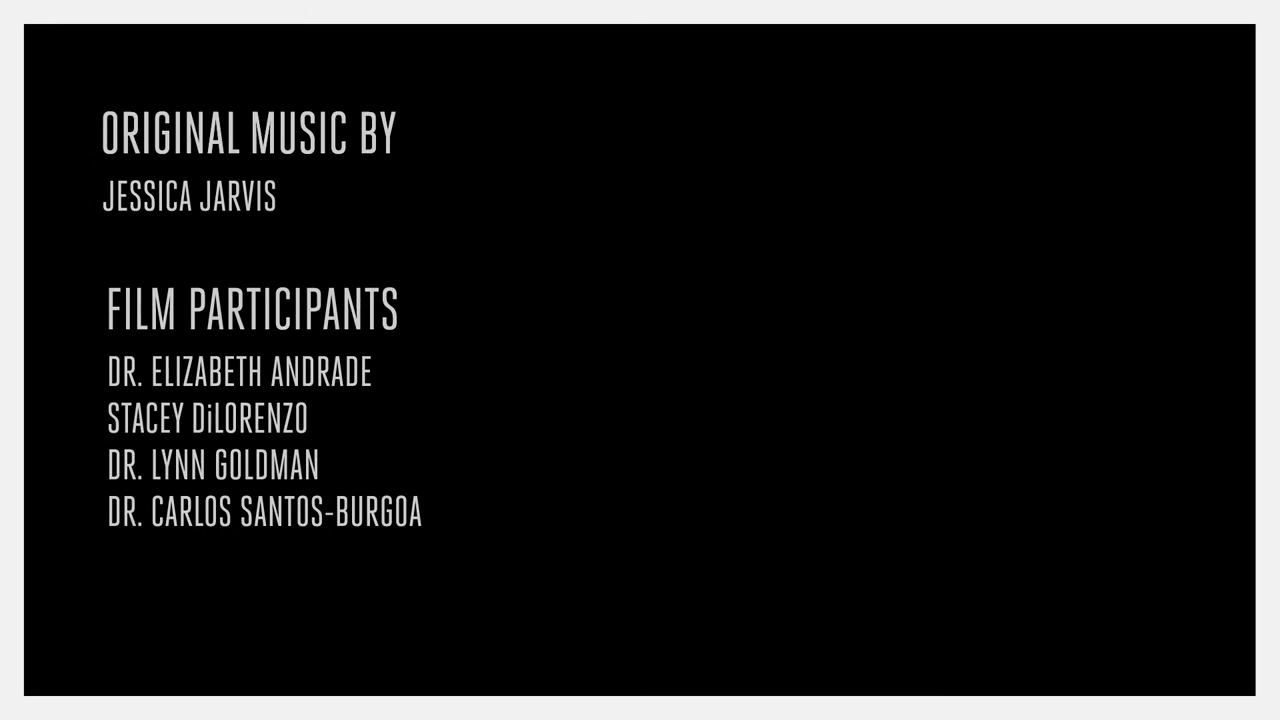 ORIGINAL MUSIC BY
JESSICA JARVIS
FILM PARTICIPANTS
DR. ELIZABETH ANDRADE
STACEY DiLORENZO
DR. LYNN GOLDMAN
DR. CARLOS SANTOS-BURGOA